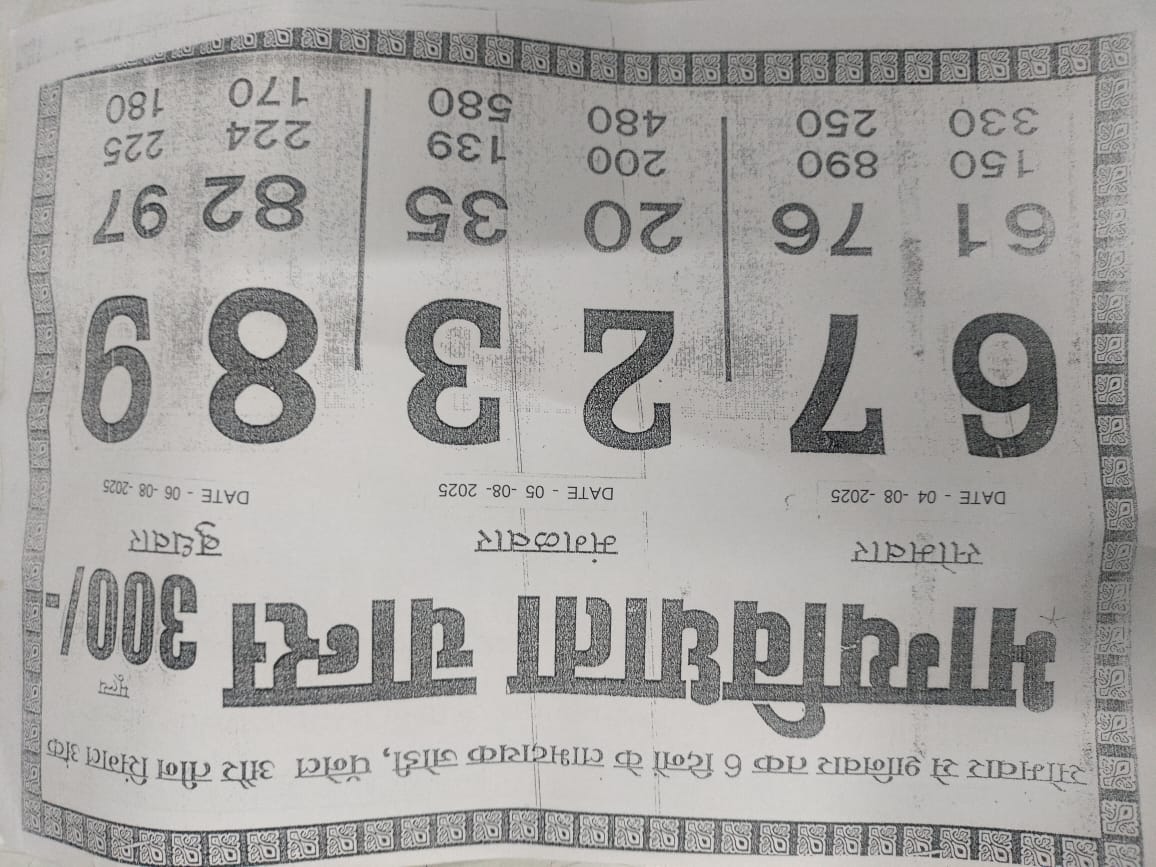 सोमवार से शनिवार तक 6 दिनों के लाभदायक जोडी, पॅनल और तीन सिंगल अंक
भाग्यविधाता चान्स मूल्य 300/-
सोमवार मंगळवार बुधवार
DATE - 04 -08 -2025 DATE - 05 -08- 2025 DATE - 06 -08 -2025
6 7 2 3 8 9
61 76 20 35 82 97
150 890 200 139 224 225
330 250 480 580 170 180